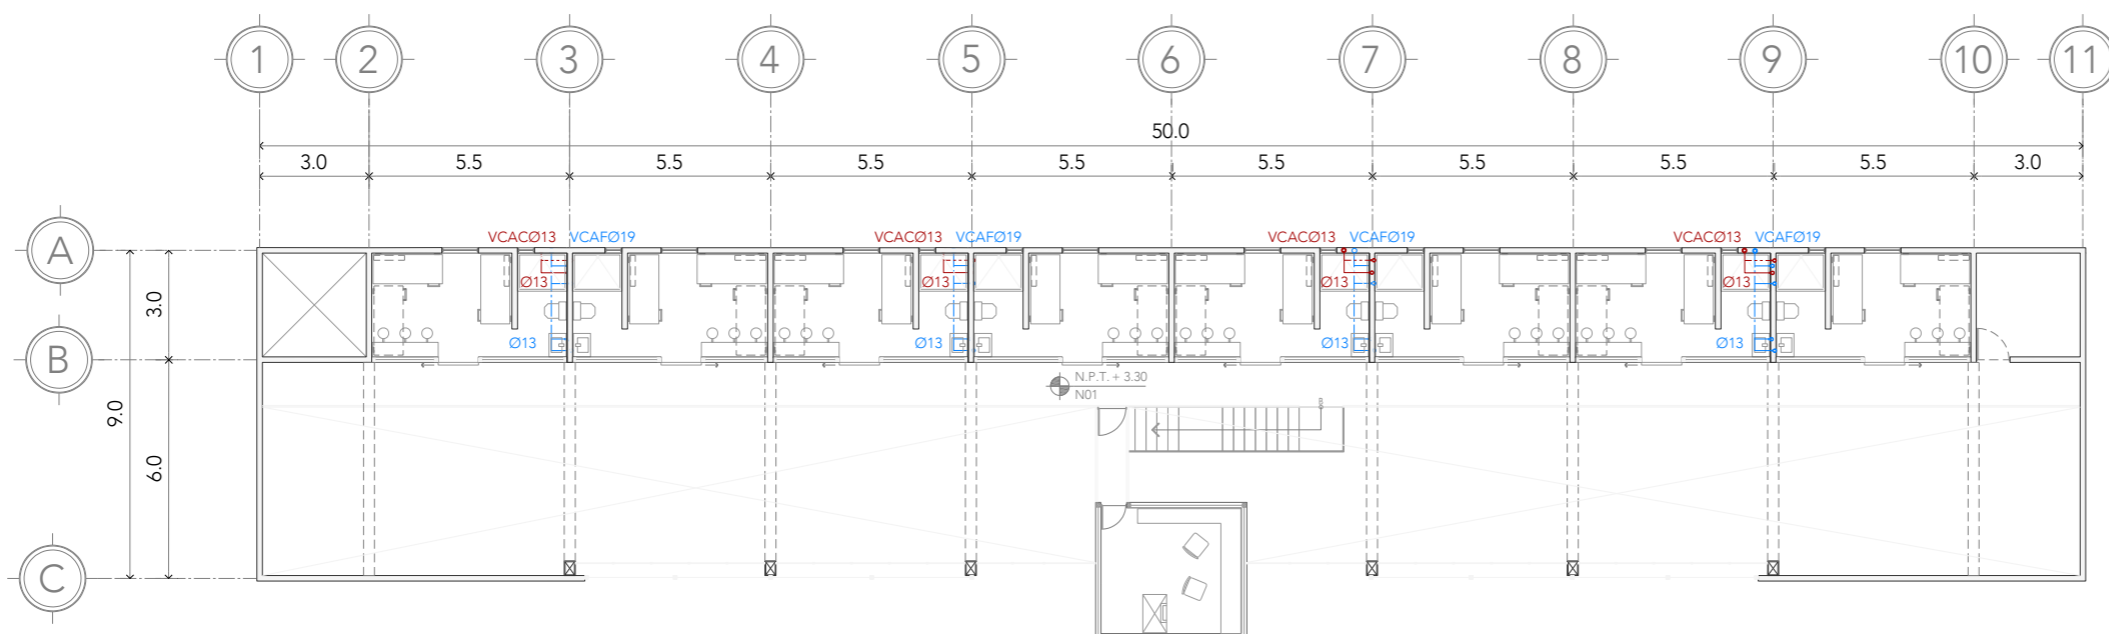 1 2 3 4 5 6 7 8 9 10 11
50.0
3.0 5.5 5.5 5.5 5.5 5.5 5.5 5.5 5.5 3.0
VCACØ13 VCAFØ19 VCACØ13 VCAFØ19 VCACØ13 VCAFØ19 VCACØ13 VCAFØ19
A
Ø13 Ø13 Ø13 Ø13
3.0
Ø13 Ø13 Ø13 Ø13
B
N.P.T. + 3.30
N01
9.0
6.0
C